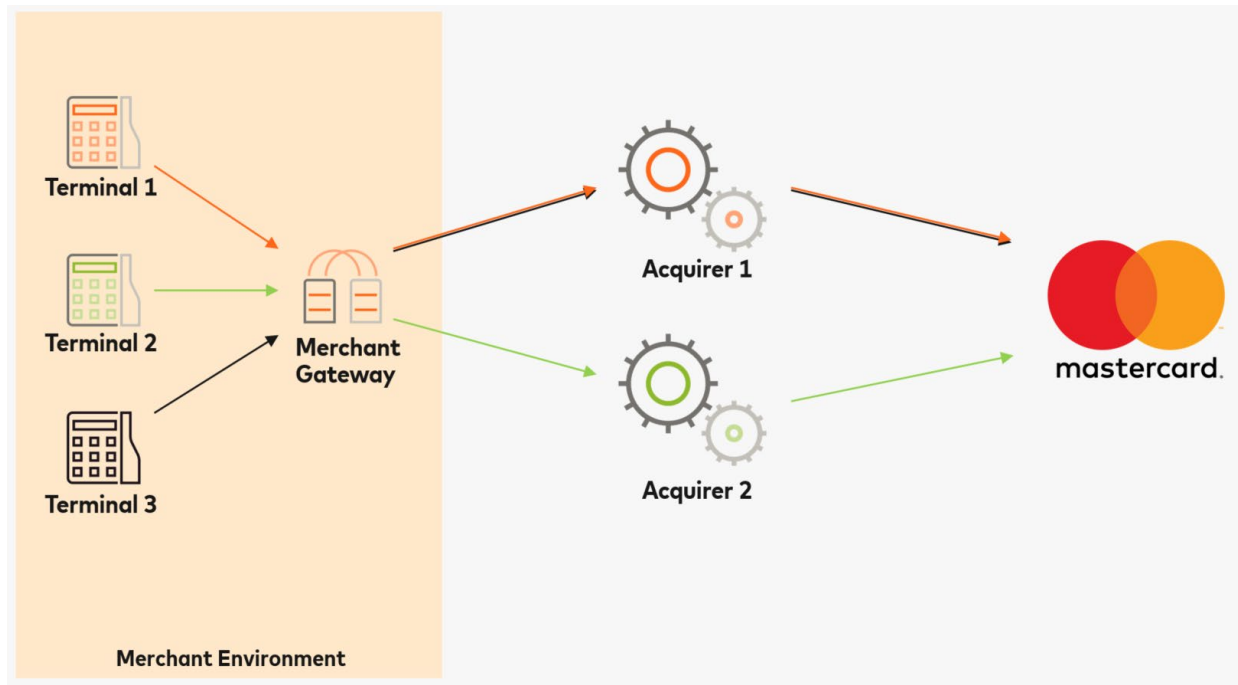 Terminal 1
Terminal 2
Terminal 3
Merchant
Gateway
Merchant Environment
Acquirer 1
Acquirer 2
mastercard.